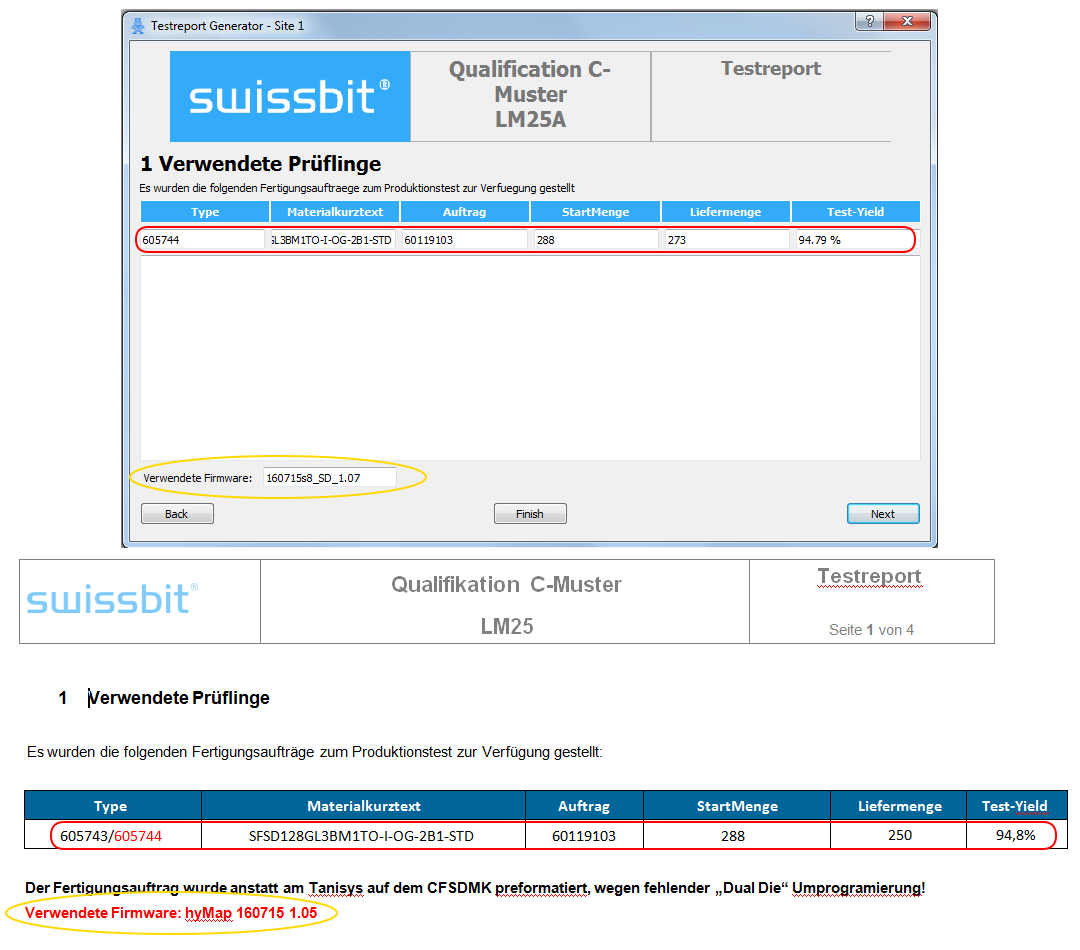 Testreport Generator - Site 1
?
swissbit®
Qualification C-
Muster
LM25A
Testreport
1 Verwendete Prüflinge
Es wurden die folgenden Fertigungsauftraege zum Produktionstest zur Verfuegung gestellt
Type Materialkurztext Auftrag StartMenge Liefermenge Test-Yield
605744 GL3BM1TO-I-OG-2B1-STD 60119103 288 273 94.79 %
Verwendete Firmware: 160715s8_SD_1.07
Back Finish Next
swissbit®
Qualifikation C-Muster
LM25
Testreport
Seite 1 von 4
1 Verwendete Prüflinge
Es wurden die folgenden Fertigungsaufträge zum Produktionstest zur Verfügung gestellt:
Type Materialkurztext Auftrag StartMenge Liefermenge Test-Yield
605743/605744 SFSD128GL3BM1TO-I-OG-2B1-STD 60119103 288 250 94,8%
Der Fertigungsauftrag wurde anstatt am Tanisys auf dem CFSDMK preformatiert, wegen fehlender „Dual Die“ Umprogramierung!
Verwendete Firmware: hyMap 160715 1.05